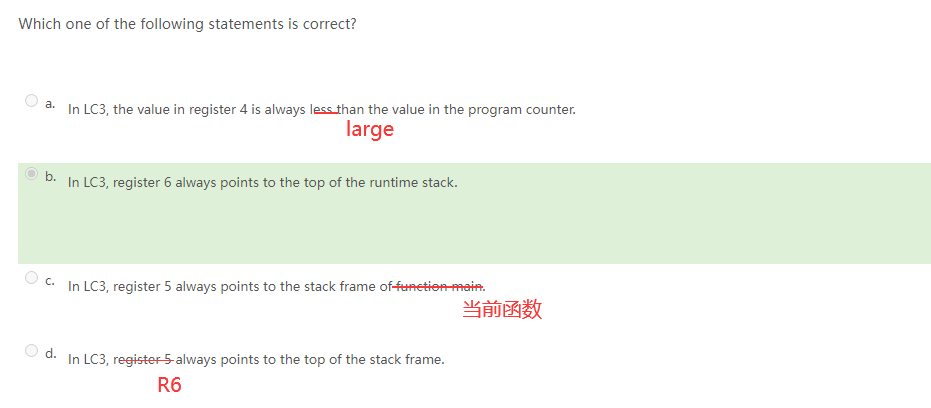 Which one of the following statements is correct?
a. In LC3, the value in register 4 is always less than the value in the program counter.
large
b. In LC3, register 6 always points to the top of the runtime stack.
c. In LC3, register 5 always points to the stack frame of function main.
当前函数
d. In LC3, register 5 always points to the top of the stack frame.
R6